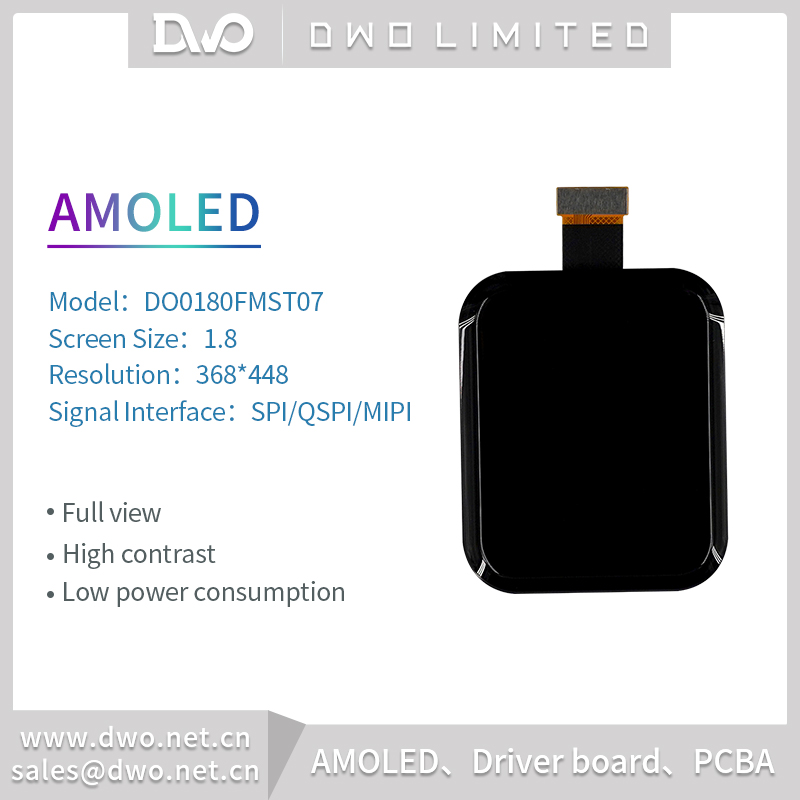 DWO DWO LIMITED
AMOLED
Model：DO0180FMST07
Screen Size：1.8
Resolution：368*448
Signal Interface：SPI/QSPI/MIPI
• Full view
• High contrast
• Low power consumption
www.dwo.net.cn
sales@dwo.net.cn
AMOLED、Driver board、PCBA